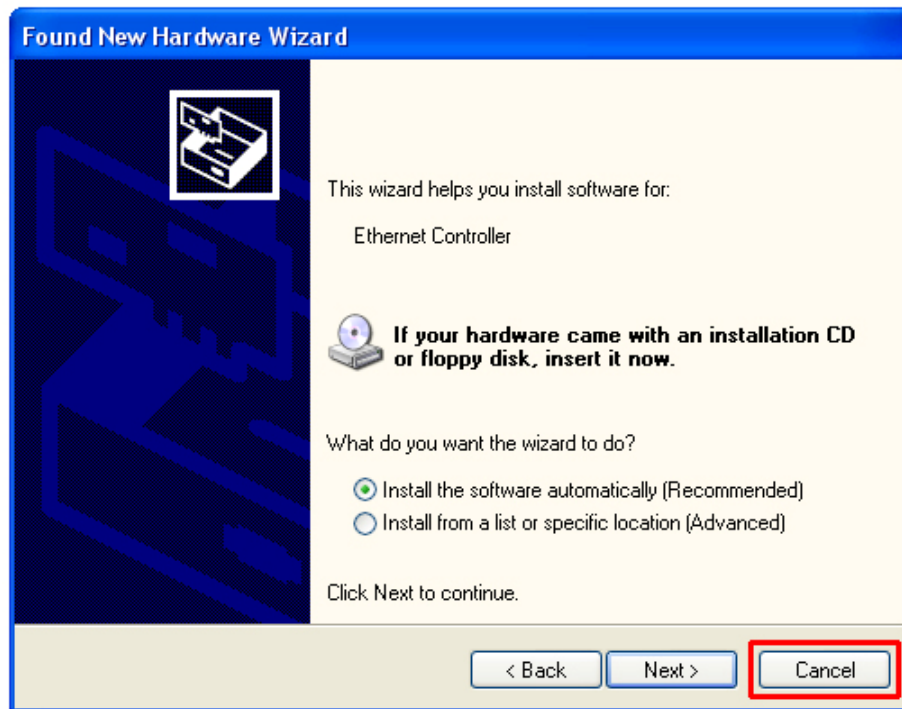 Found New Hardware Wizard
This wizard helps you install software for:
Ethernet Controller
If your hardware came with an installation CD
or floppy disk, insert it now.
What do you want the wizard to do?
Install the software automatically (Recommended)
Install from a list or specific location (Advanced)
Click Next to continue.
< Back
Next >
Cancel